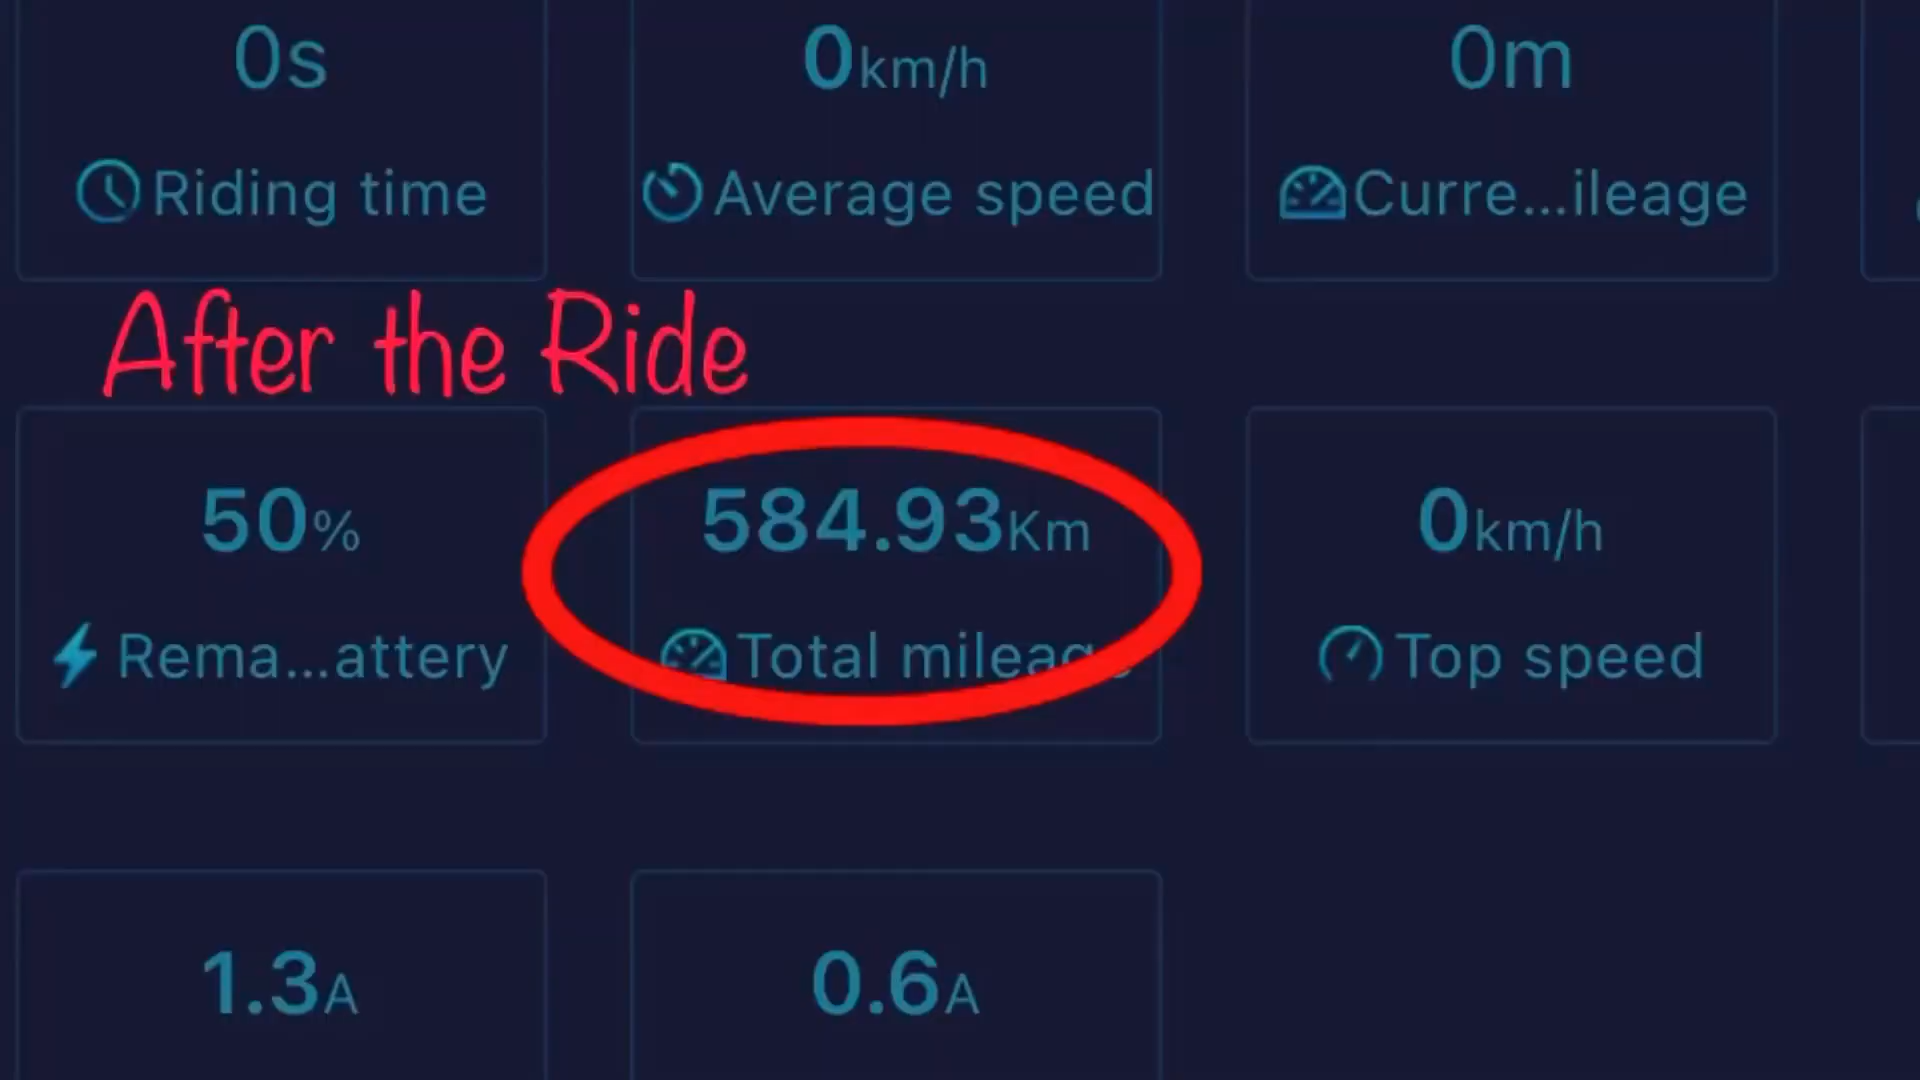 0s
0km/h
0m
Riding time
Average speed
Curre...ileage
After the Ride
50%
584.93Km
0km/h
Rema...attery
Total mileage
Top speed
1.3A
0.6A